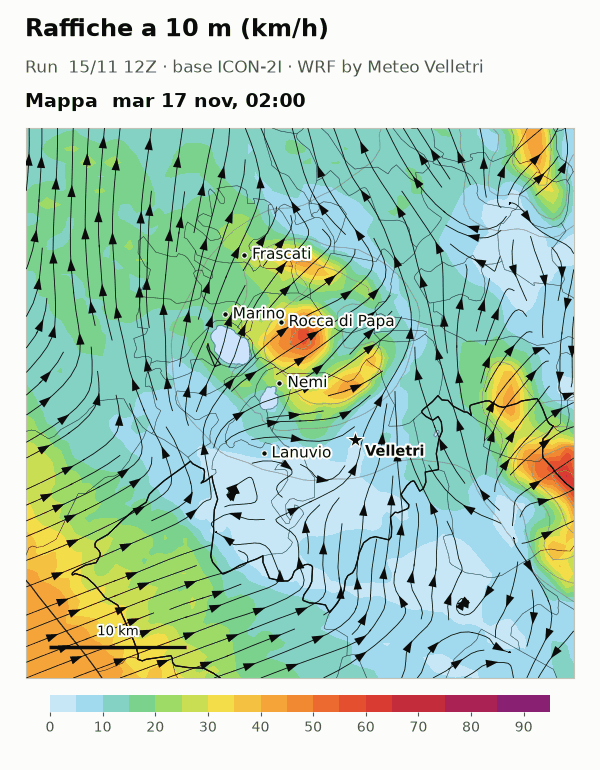 Raffiche a 10 m (km/h)
Run 15/11 12Z · base ICON-2I · WRF by Meteo Velletri
Mappa mar 17 nov, 02:00
Frascati
Marino
Rocca di Papa
Nemi
Lanuvio
Velletri
10 km
0 10 20 30 40 50 60 70 80 90